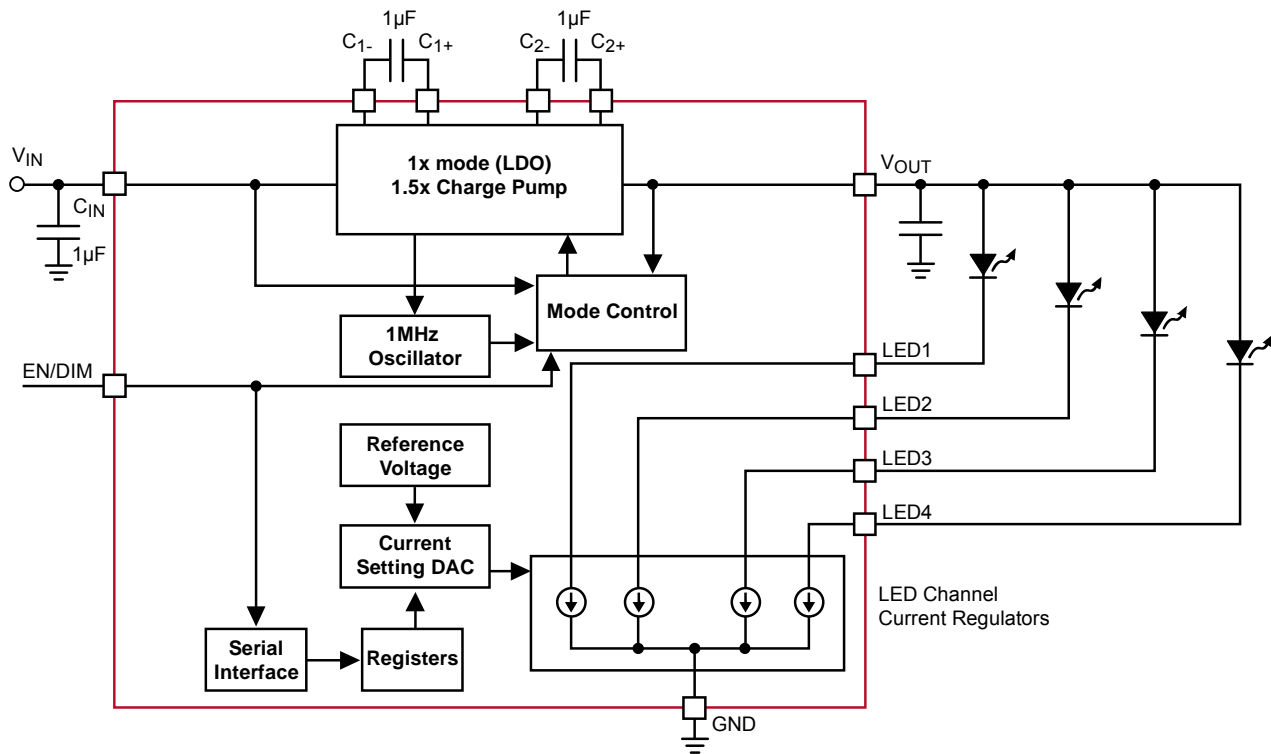 1µF
1µF
C1-
C1+
C2-
C2+
VIN
1x mode (LDO)
1.5x Charge Pump
VOUT
CIN
1µF
Mode Control
1MHz
Oscillator
LED1
EN/DIM
LED2
Reference
Voltage
LED3
LED4
Current
Setting DAC
LED Channel
Current Regulators
Serial
Interface
Registers
GND